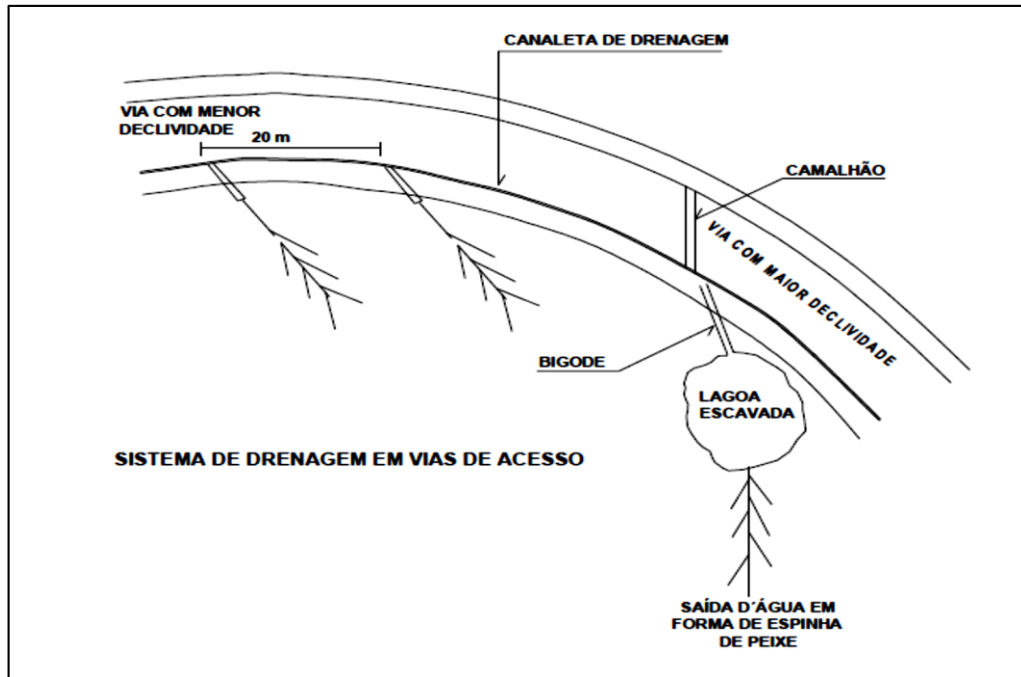 CANALETA DE DRENAGEM
VIA COM MENOR
DECLIVIDADE
20 m
CAMALHÃO
VIA COM MAIOR DECLIVIDADE
BIGODE
LAGOA
ESCAVADA
SISTEMA DE DRENAGEM EM VIAS DE ACESSO
SAÍDA D´ÁGUA EM
FORMA DE ESPINHA
DE PEIXE